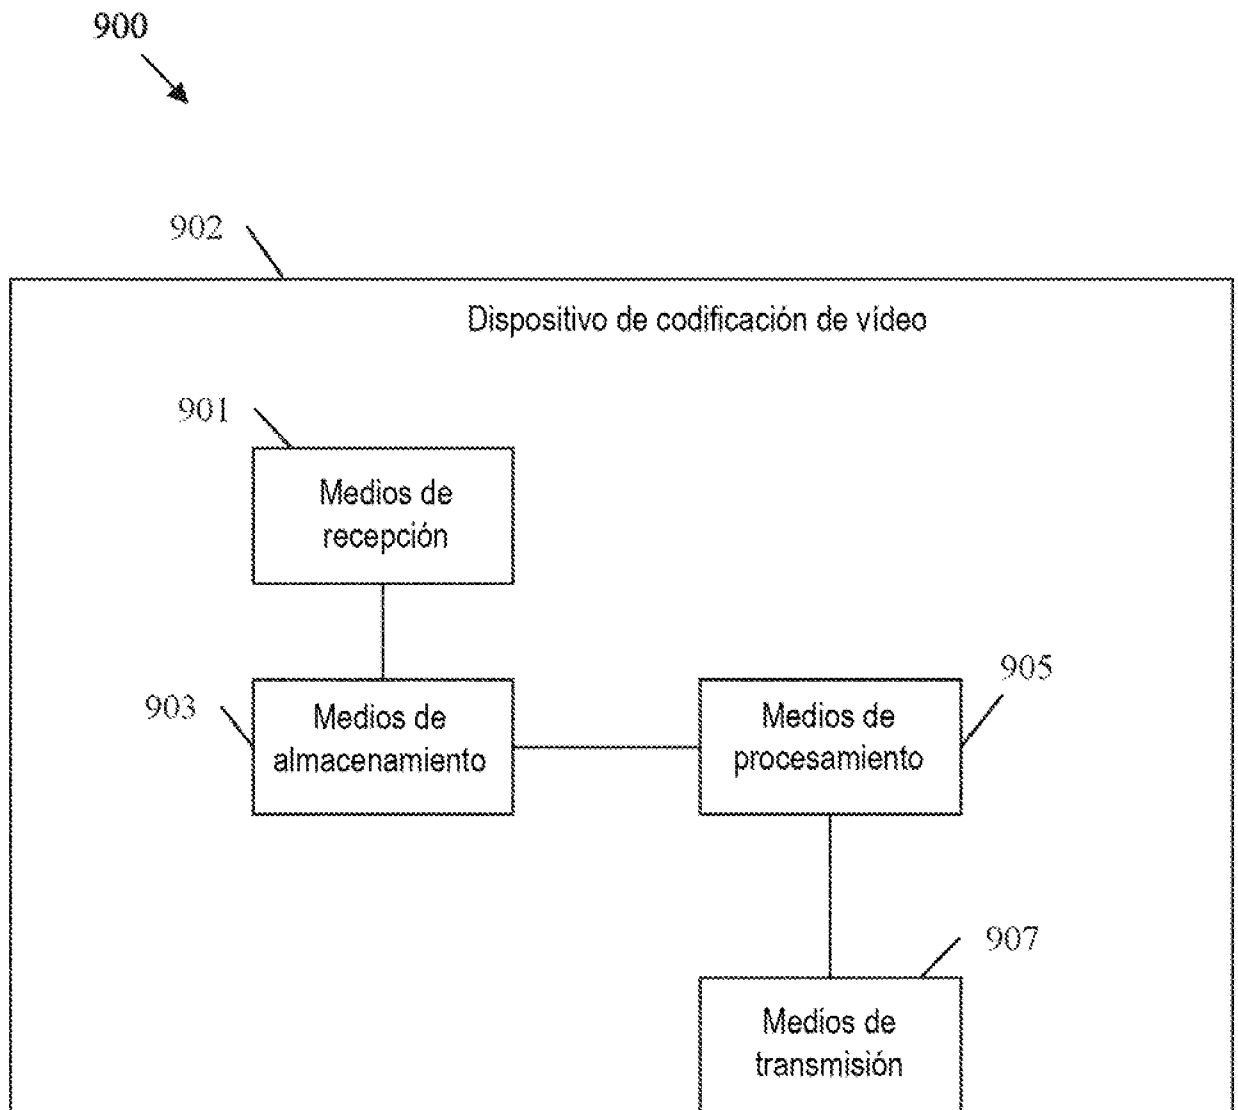 900
902
Dispositivo de codificación de vídeo
901
Medios de
recepción
903
Medios de
almacenamiento
905
Medios de
procesamiento
907
Medios de
transmisión